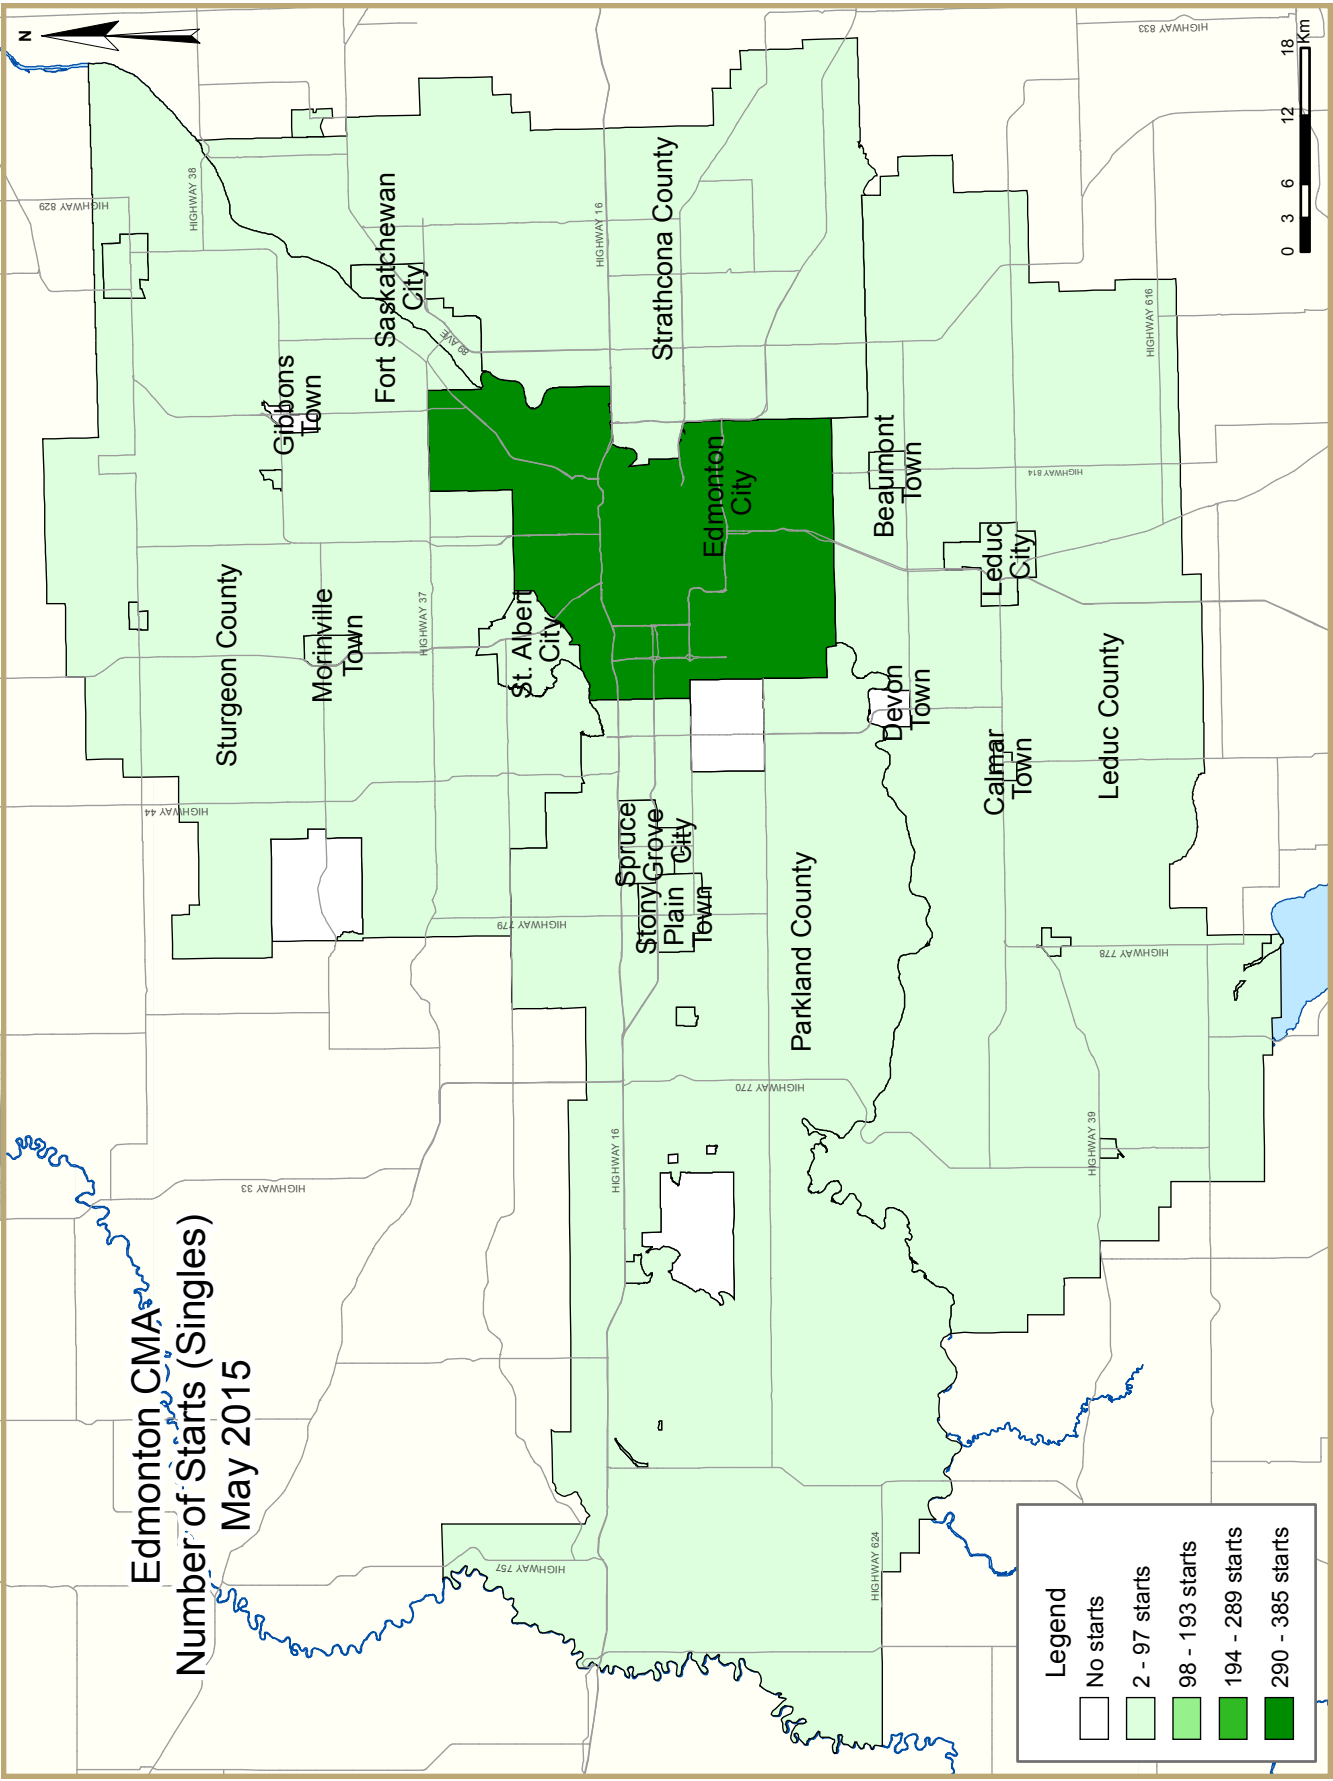 Edmonton CMA
Number of Starts (Singles)
May 2015
N
HIGHWAY 757
HIGHWAY 33
HIGHWAY 44
HIGHWAY 779
HIGHWAY 37
HIGHWAY 829
HIGHWAY 38
HIGHWAY 16
HIGHWAY 16
HIGHWAY 770
HIGHWAY 624
HIGHWAY 39
HIGHWAY 778
HIGHWAY 814
HIGHWAY 616
HIGHWAY 833
89 AVE
Sturgeon County
Morinville
Town
Gibbons
Town
Fort Saskatchewan
City
St. Albert
City
Strathcona County
Edmonton
City
Spruce
Grove
City
Stony
Plain
Town
Parkland County
Devon
Town
Beaumont
Town
Leduc
City
Calmar
Town
Leduc County
Legend
No starts
2 - 97 starts
98 - 193 starts
194 - 289 starts
290 - 385 starts
0 3 6 12 18
Km